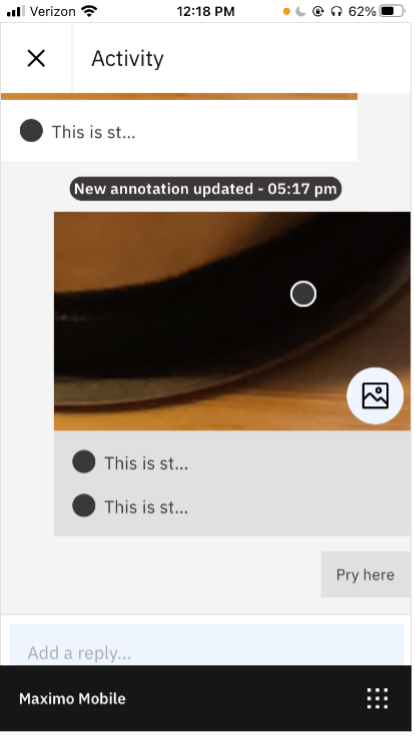 Verizon 12:18 PM 62%
Activity
This is st...
New annotation updated - 05:17 pm
This is st...
This is st...
Pry here
Add a reply...
Maximo Mobile